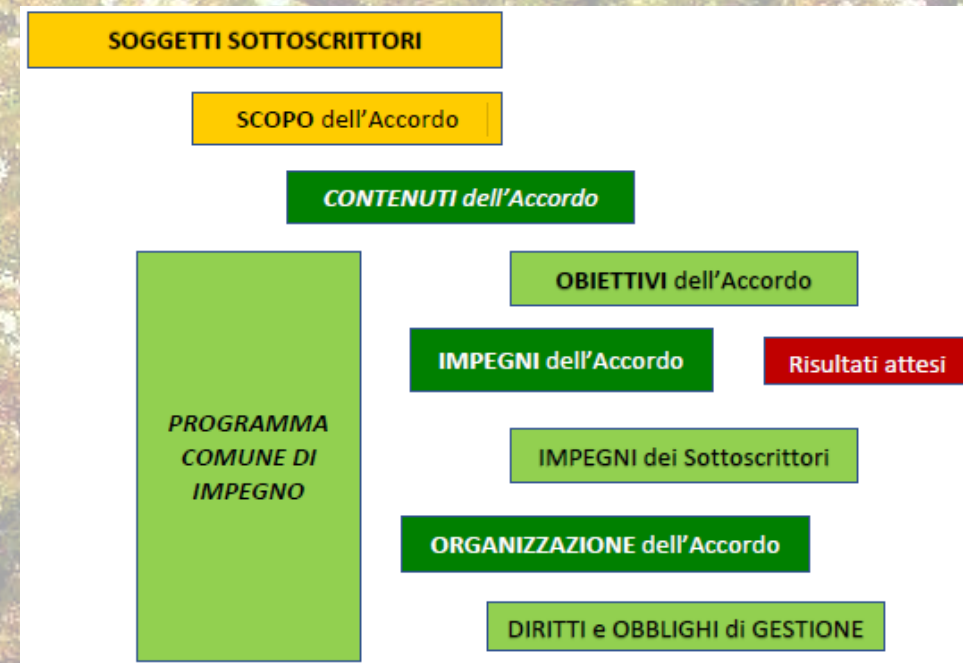 SOGGETTI SOTTOSCRITTORI
SCOPO dell'Accordo
CONTENUTI dell'Accordo
PROGRAMMA
COMUNE DI
IMPEGNO
OBIETTIVI dell'Accordo
IMPEGNI dell'Accordo
Risultati attesi
IMPEGNI dei Sottoscrittori
ORGANIZZAZIONE dell'Accordo
DIRITTI e OBBLIGHI di GESTIONE